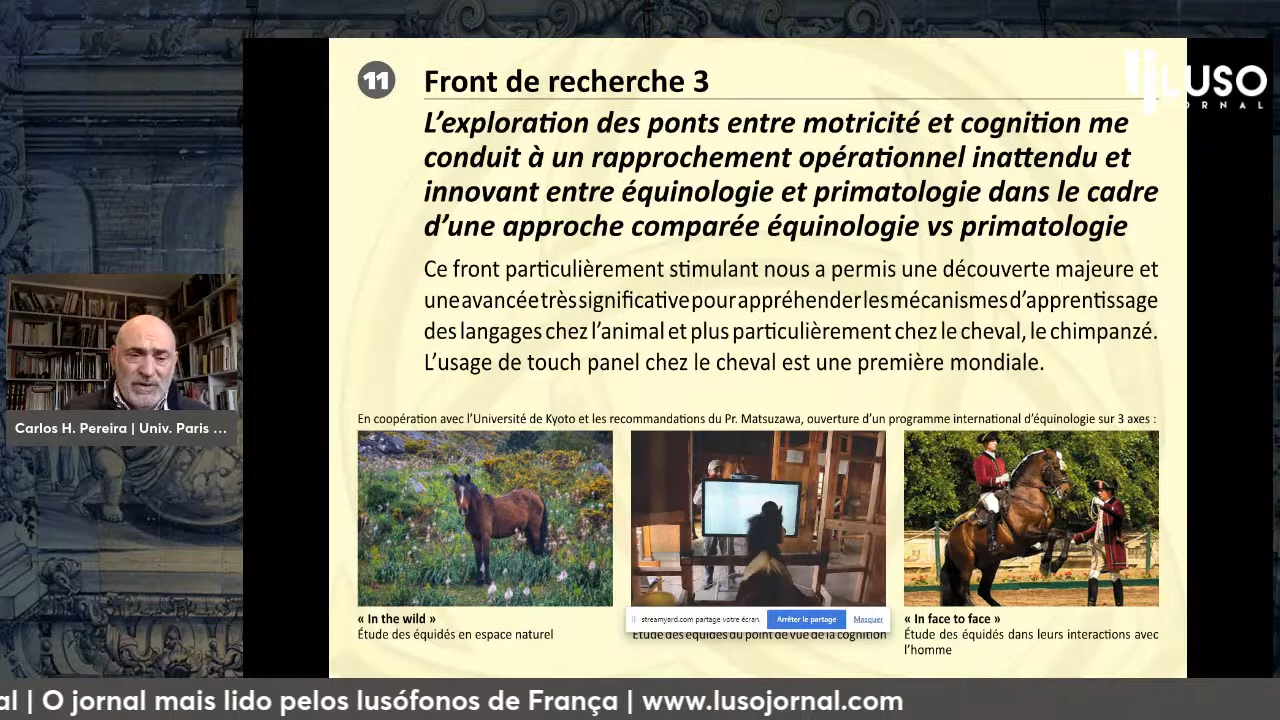 11
Front de recherche 3
L’exploration des ponts entre motricité et cognition me
conduit à un rapprochement opérationnel inattendu et
innovant entre équinologie et primatologie dans le cadre
d’une approche comparée équinologie vs primatologie
Ce front particulièrement stimulant nous a permis une découverte majeure et
une avancée très significative pour appréhender les mécanismes d’apprentissage
des langages chez l’animal et plus particulièrement chez le cheval, le chimpanzé.
L’usage de touch panel chez le cheval est une première mondiale.
En coopération avec l’Université de Kyoto et les recommandations du Pr. Matsuzawa, ouverture d’un programme international d’équinologie sur 3 axes :
« In the wild »
Étude des équidés en espace naturel
streamyard.com partage votre écran.
Arrêter le partage
Masquer
Étude des équidés du point de vue de la cognition
« In face to face »
Étude des équidés dans leurs interactions avec
l’homme
LUSO
JORNAL
Carlos H. Pereira | Univ. Paris ...
al | O jornal mais lido pelos lusófonos de França | www.lusojornal.com